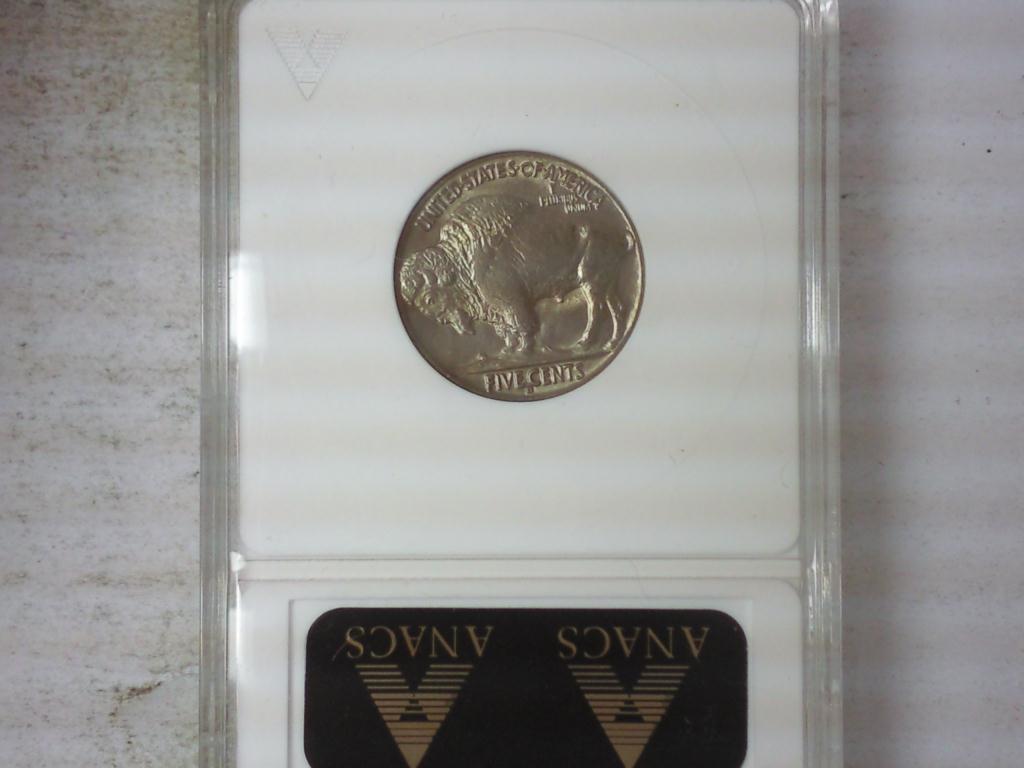 UNITED STATES OF AMERICA
E
PLURIBUS
UNUM
FIVE CENTS
ANACS ANACS